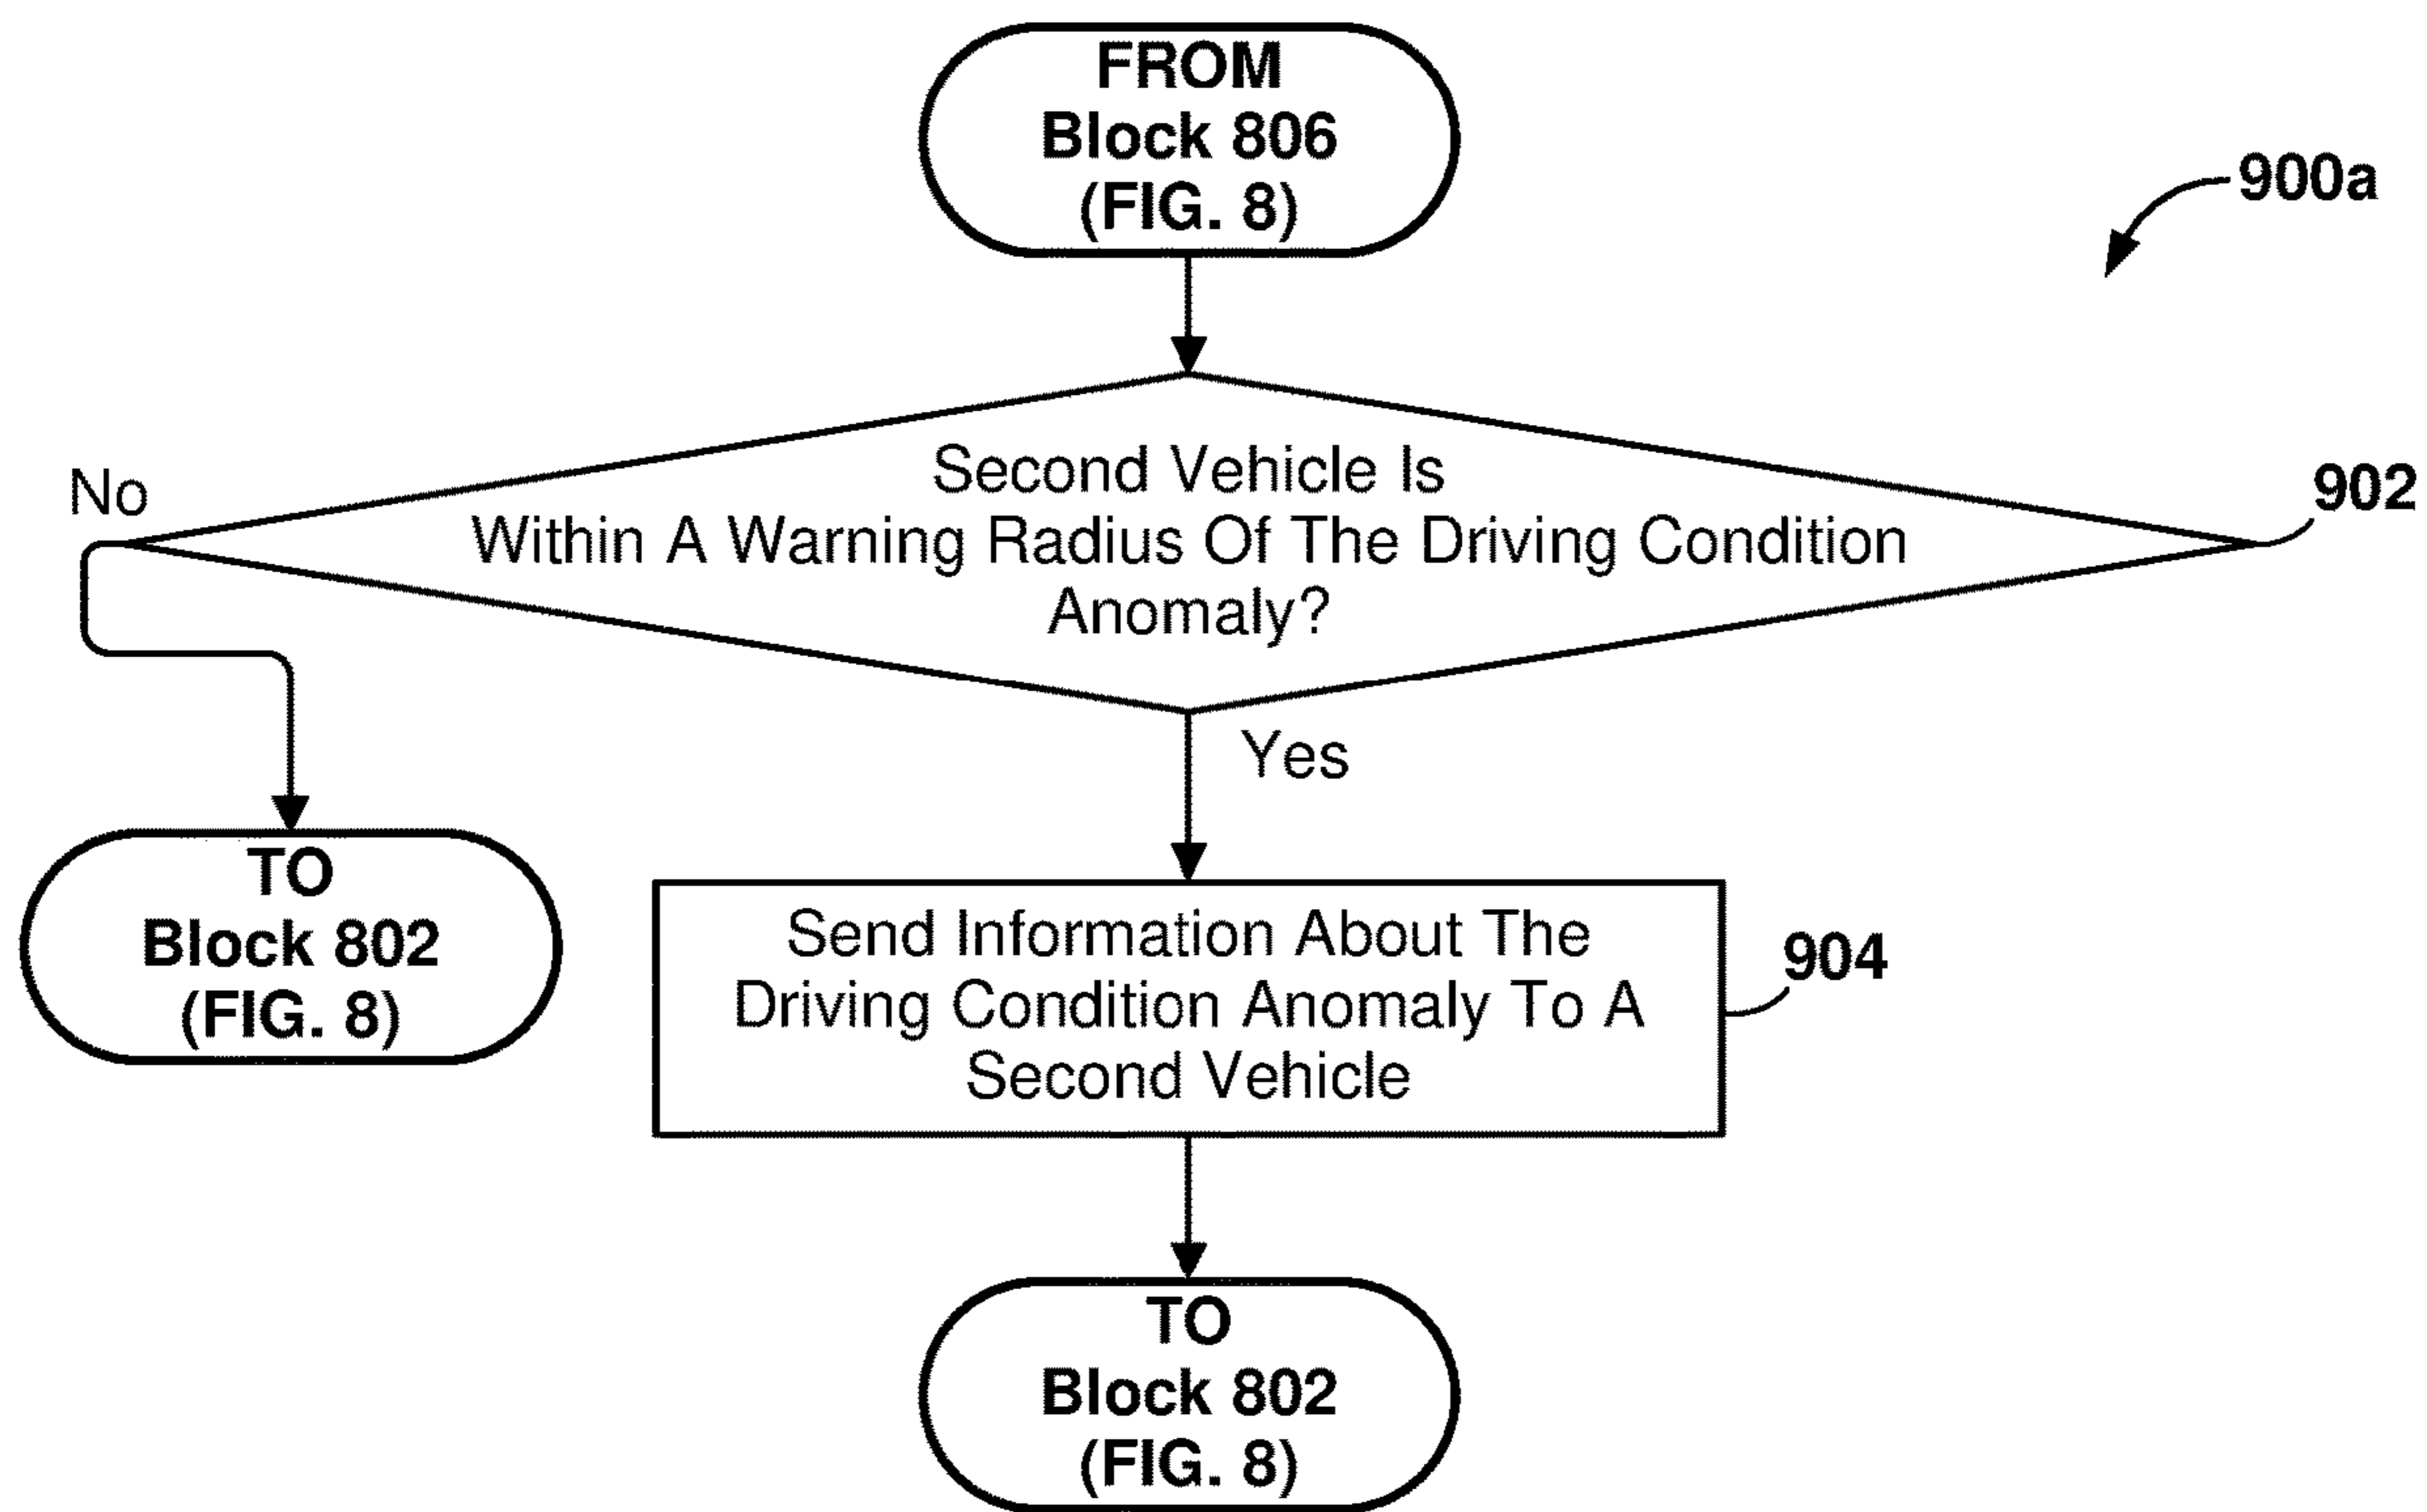 FROM
Block 806
(FIG. 8)
900a
Second Vehicle Is
Within A Warning Radius Of The Driving Condition
Anomaly?
902
No
Yes
TO
Block 802
(FIG. 8)
Send Information About The
Driving Condition Anomaly To A
Second Vehicle
904
TO
Block 802
(FIG. 8)